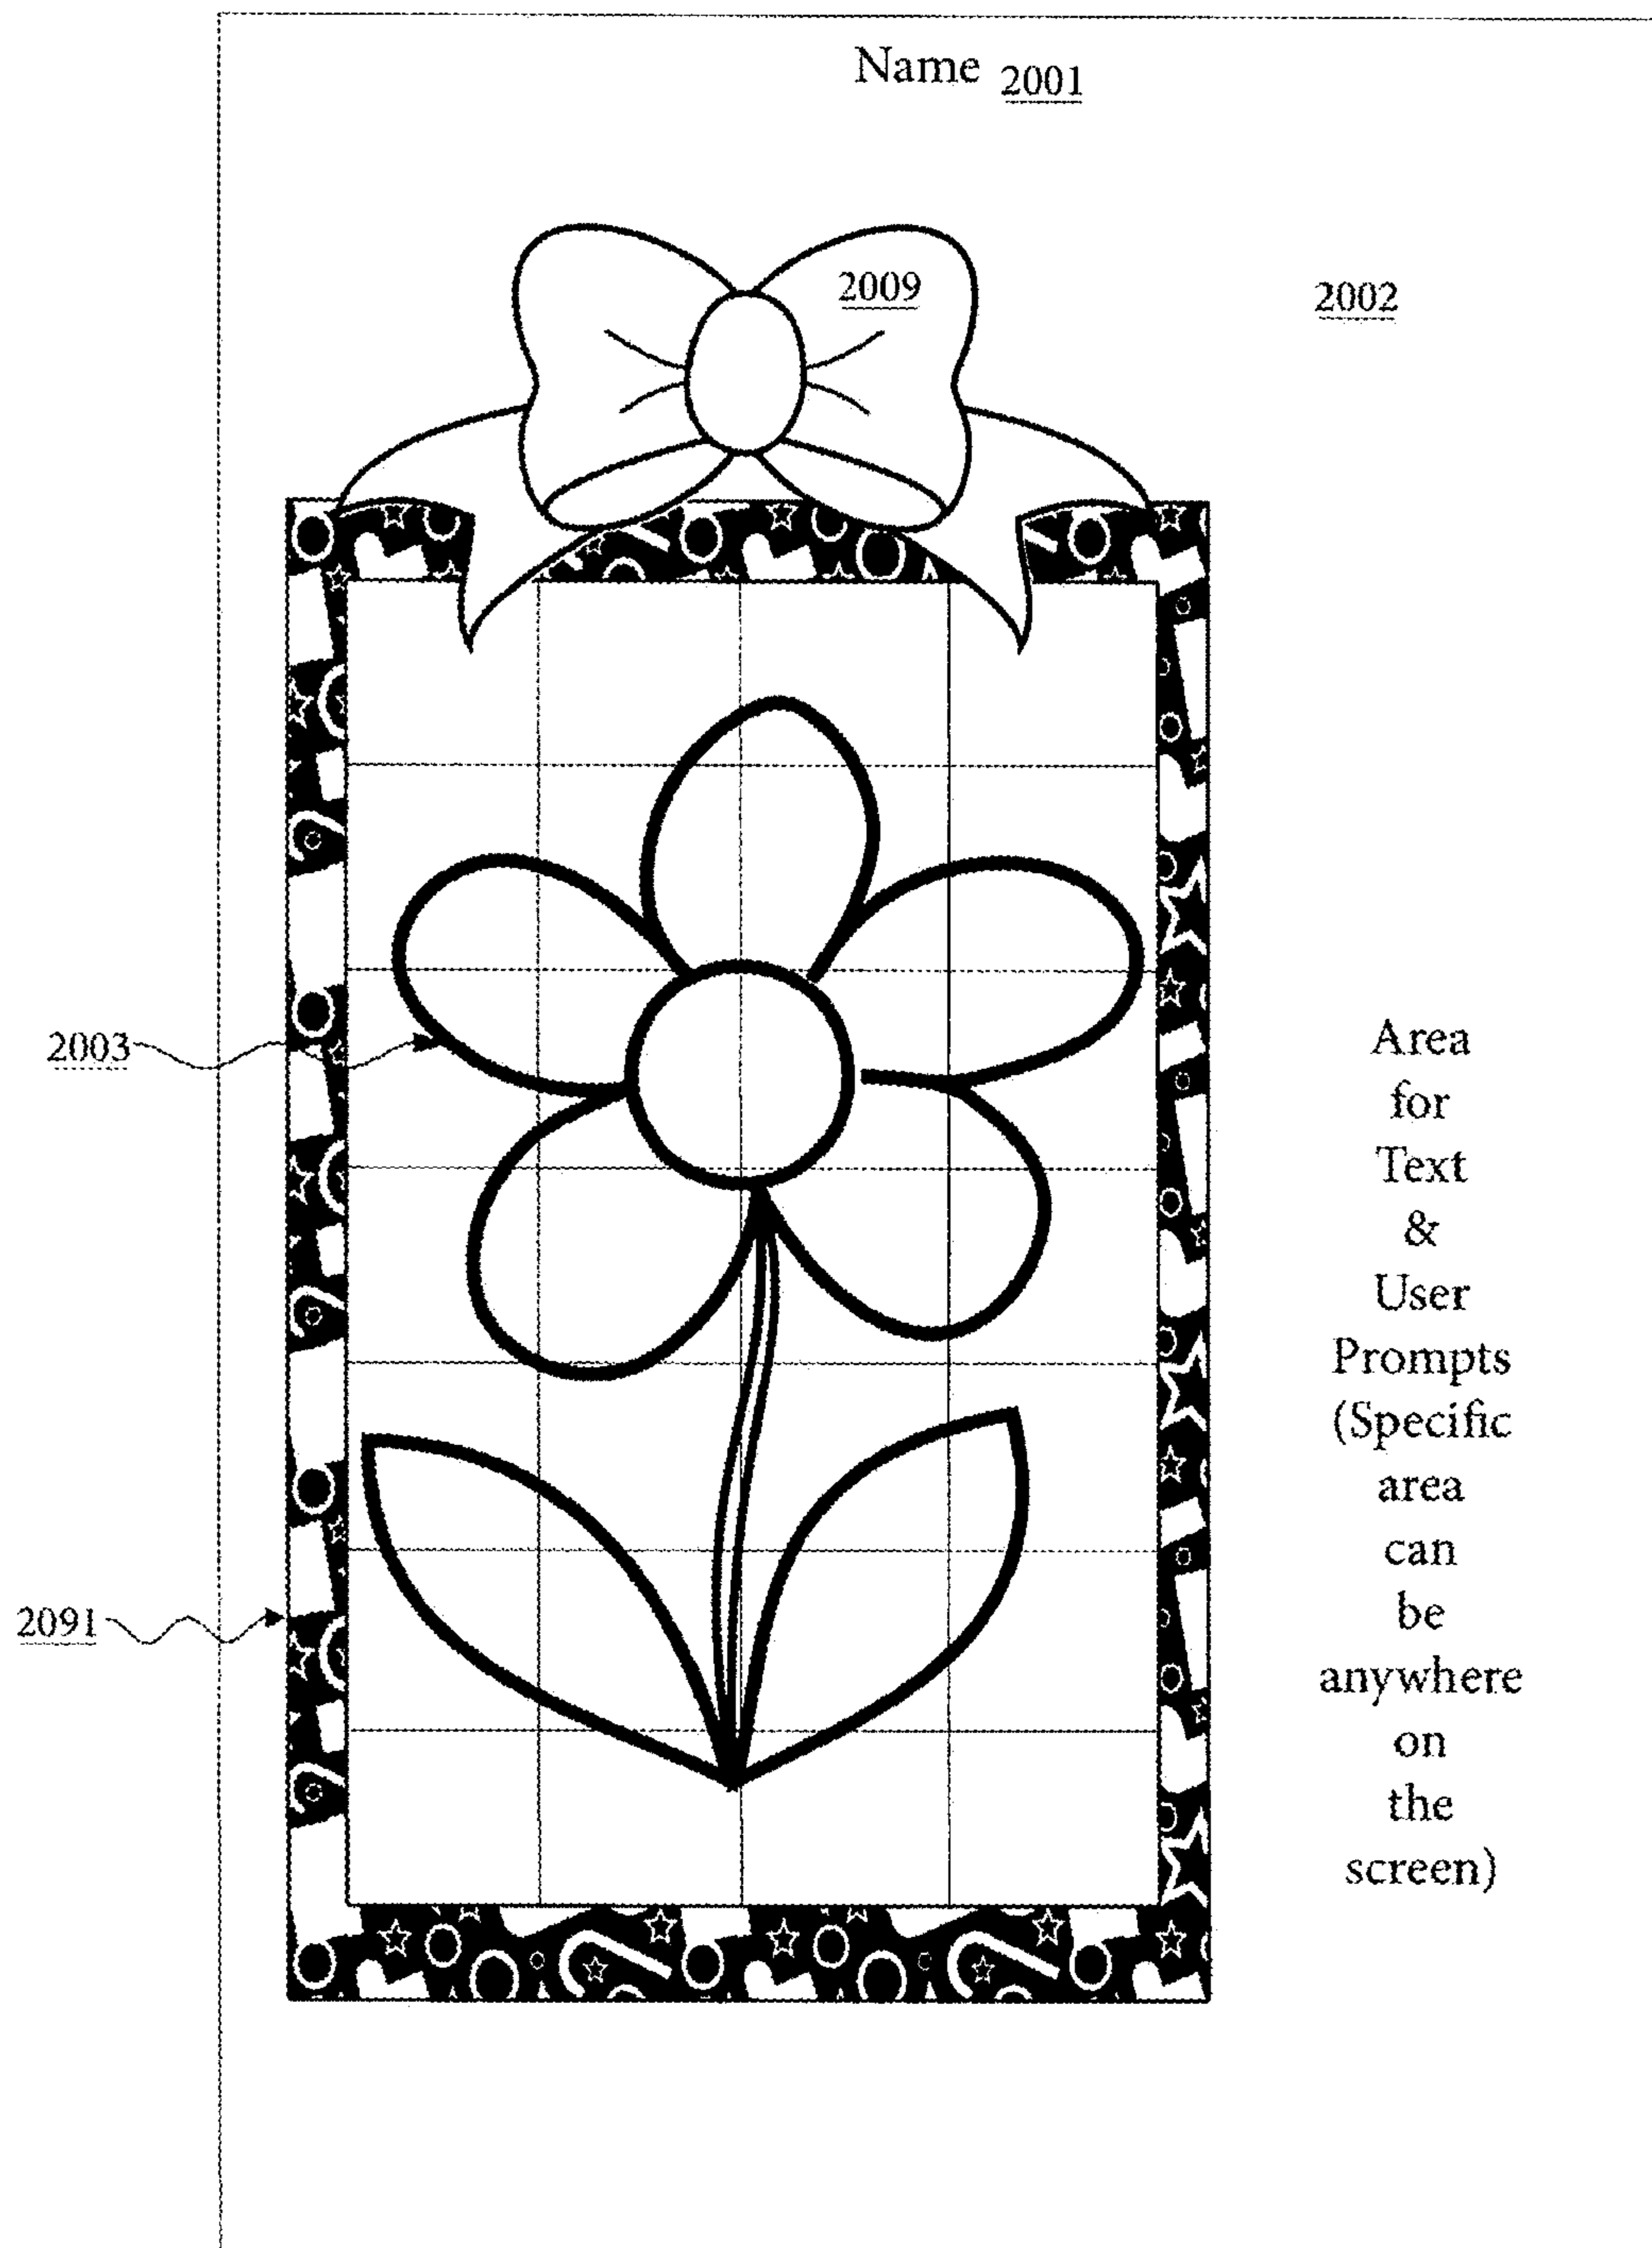 Name 2001
2009
2002
2003
2091
Area
for
Text
&
User
Prompts
(Specific
area
can
be
anywhere
on
the
screen)